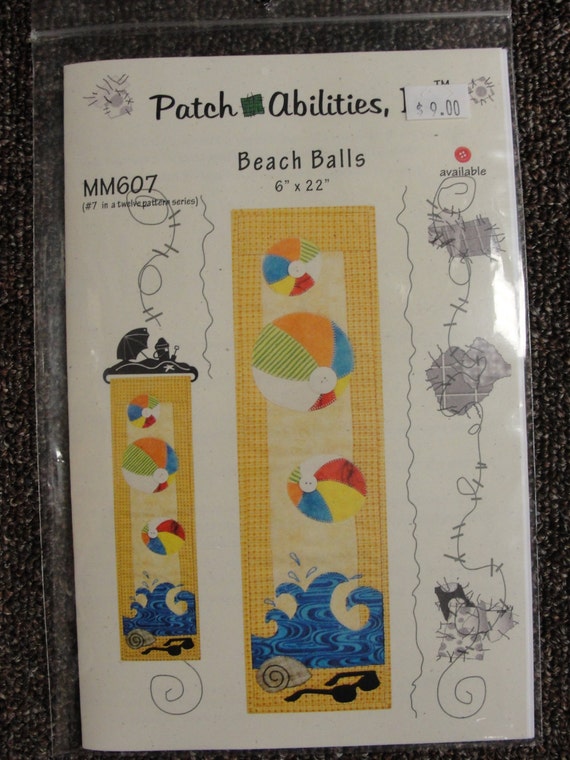 Patch Abilities, I
TM
$ 9.00
Beach Balls
6" x 22"
MM607
(#7 in a twelve pattern series)
available